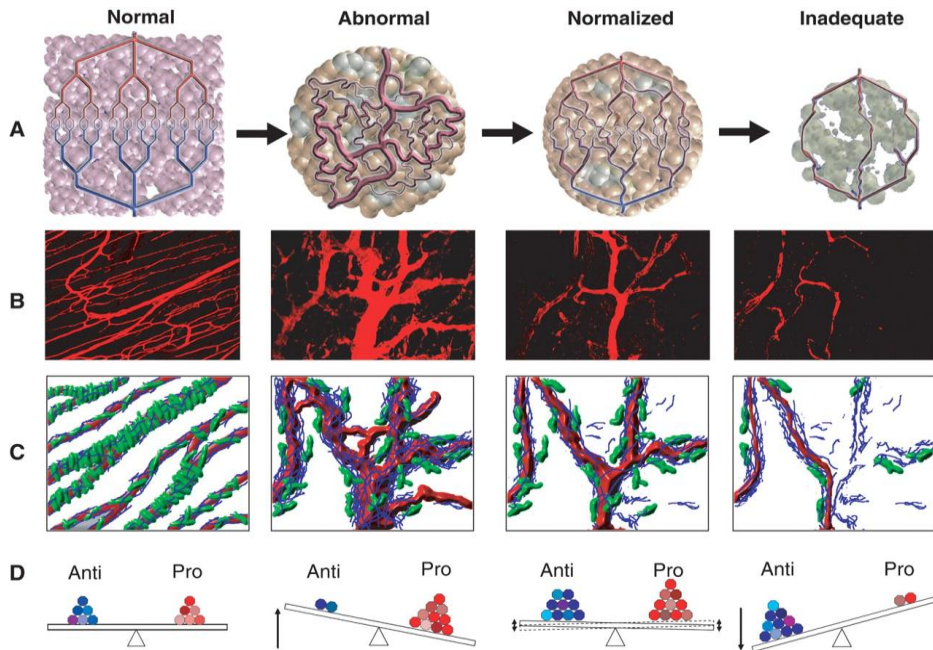 Normal Abnormal Normalized Inadequate
A
B
C
D
Anti Pro Anti Pro Anti Pro Anti Pro